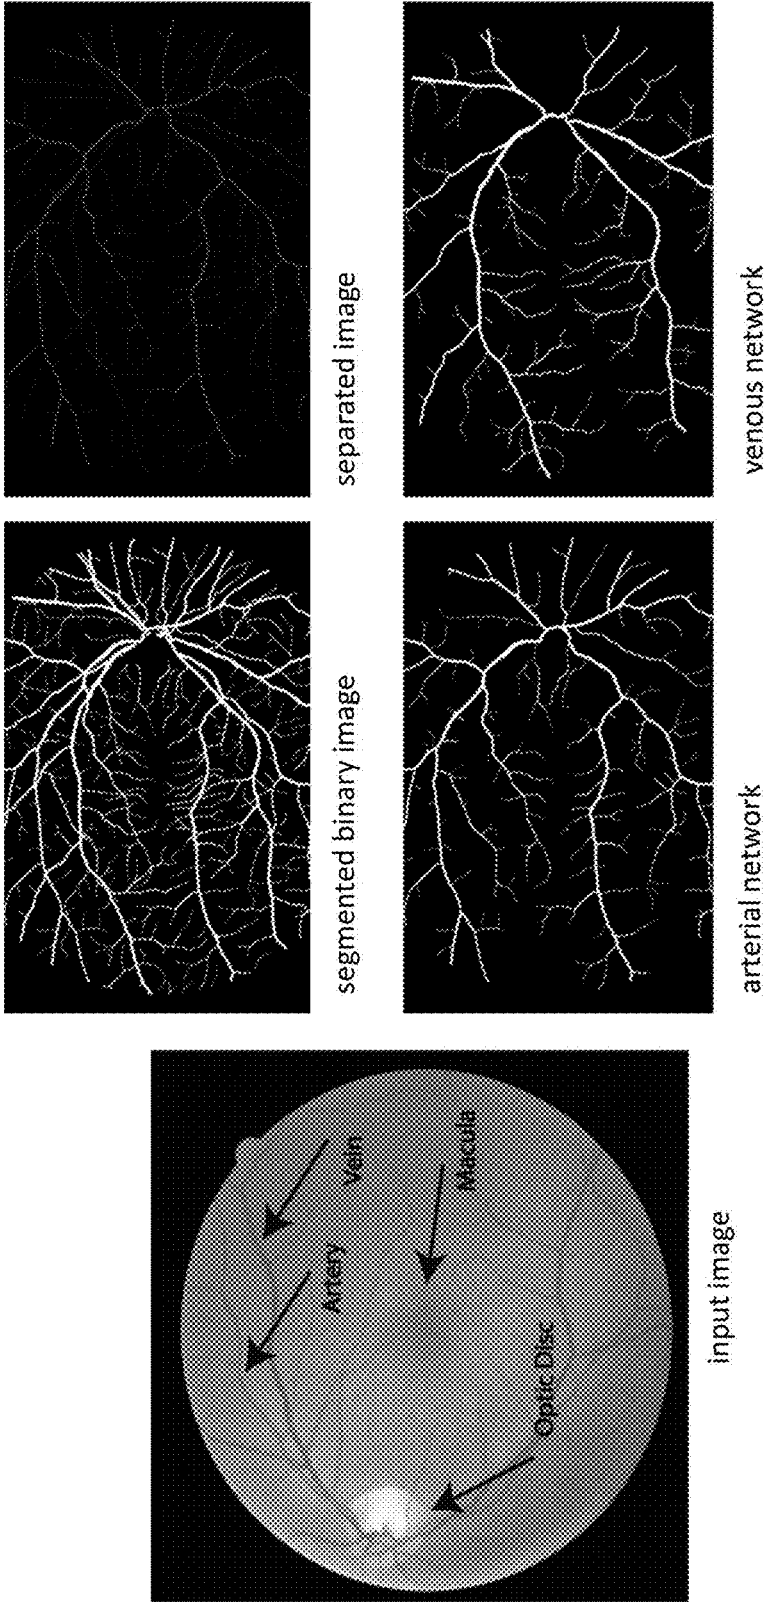 Artery
Vein
Macula
Optic Disc
input image
segmented binary image
separated image
arterial network
venous network